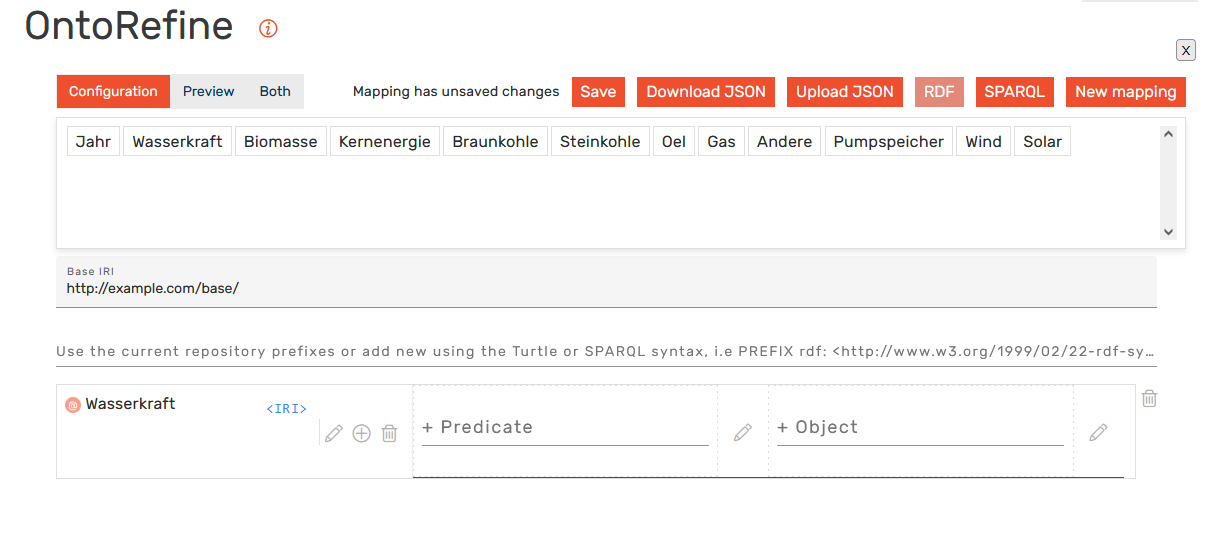 OntoRefine
X
Configuration Preview Both Mapping has unsaved changes Save Download JSON Upload JSON RDF SPARQL New mapping
Jahr Wasserkraft Biomasse Kernenergie Braunkohle Steinkohle Oel Gas Andere Pumpspeicher Wind Solar
Base IRI
http://example.com/base/
Use the current repository prefixes or add new using the Turtle or SPARQL syntax, i.e PREFIX rdf: <http://www.w3.org/1999/02/22-rdf-sy…
@ Wasserkraft <IRI>
+ Predicate + Object